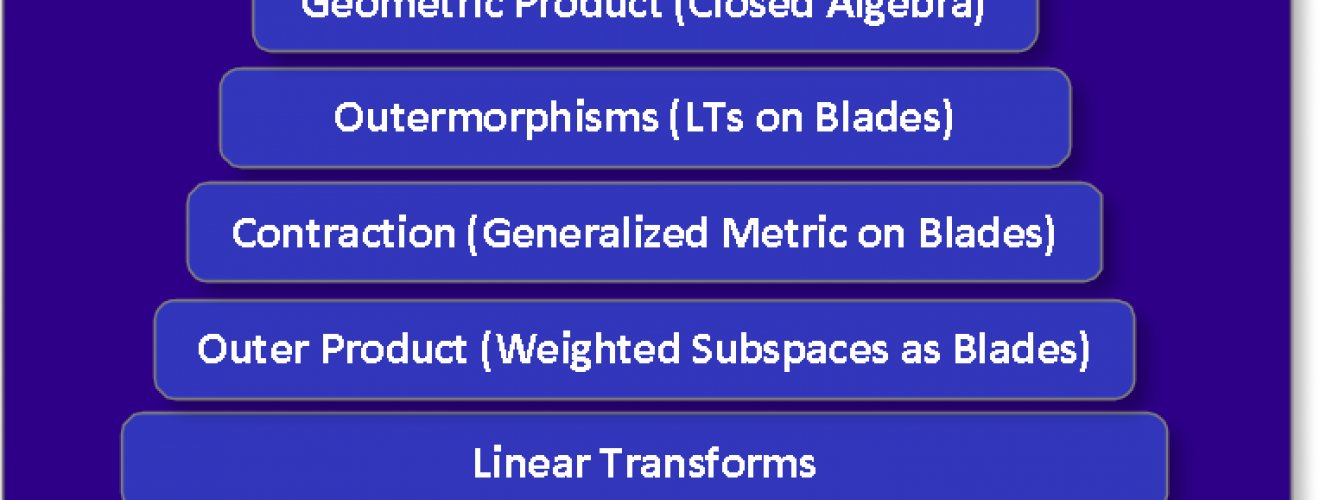 Geometric Product (Closed Algebra)
Outermorphisms (LTs on Blades)
Contraction (Generalized Metric on Blades)
Outer Product (Weighted Subspaces as Blades)
Linear Transforms